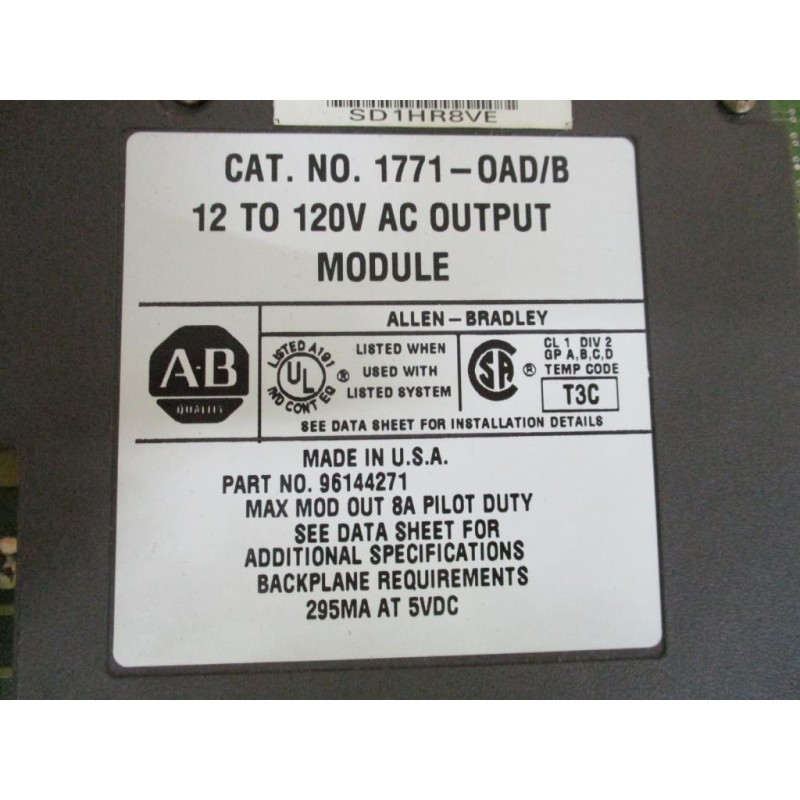 SD1HR8VE
CAT. NO. 1771-OAD/B
12 TO 120V AC OUTPUT
MODULE
ALLEN-BRADLEY
A-B
QUALITY
LISTED A191
UL
IND CONT EQ
®
LISTED WHEN
USED WITH
LISTED SYSTEM
SA
®
CL 1 DIV 2
GP A,B,C,D
TEMP CODE
T3C
SEE DATA SHEET FOR INSTALLATION DETAILS
MADE IN U.S.A.
PART NO. 96144271
MAX MOD OUT 8A PILOT DUTY
SEE DATA SHEET FOR
ADDITIONAL SPECIFICATIONS
BACKPLANE REQUIREMENTS
295MA AT 5VDC